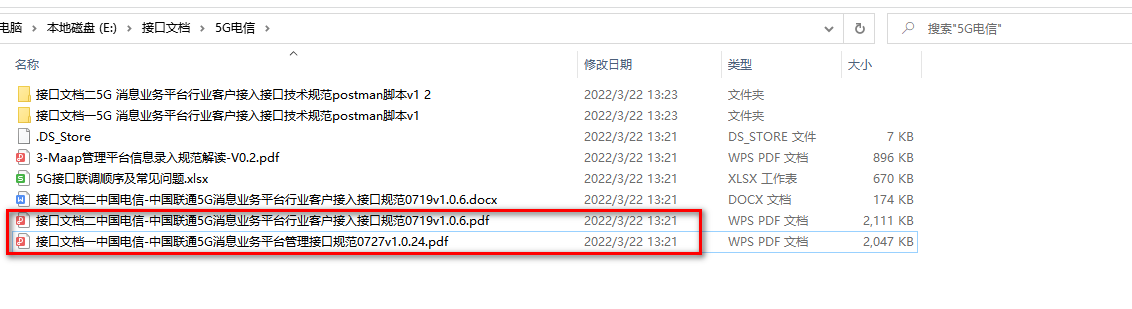 电脑 > 本地磁盘 (E:) > 接口文档 > 5G电信 > 搜索"5G电信"
名称 修改日期 类型 大小
接口文档二5G 消息业务平台行业客户接入接口技术规范postman脚本v1 2 2022/3/22 13:23 文件夹
接口文档一5G 消息业务平台行业客户接入接口技术规范postman脚本v1 2022/3/22 13:23 文件夹
.DS_Store 2022/3/22 13:21 DS_STORE 文件 7 KB
3-Maap管理平台信息录入规范解读-V0.2.pdf 2022/3/22 13:21 WPS PDF 文档 896 KB
5G接口联调顺序及常见问题.xlsx 2022/3/22 13:21 XLSX 工作表 670 KB
接口文档二中国电信-中国联通5G消息业务平台行业客户接入接口规范0719v1.0.6.docx 2022/3/22 13:21 DOCX 文档 174 KB
接口文档二中国电信-中国联通5G消息业务平台行业客户接入接口规范0719v1.0.6.pdf 2022/3/22 13:21 WPS PDF 文档 2,111 KB
接口文档一中国电信-中国联通5G消息业务平台管理接口规范0727v1.0.24.pdf 2022/3/22 13:21 WPS PDF 文档 2,047 KB